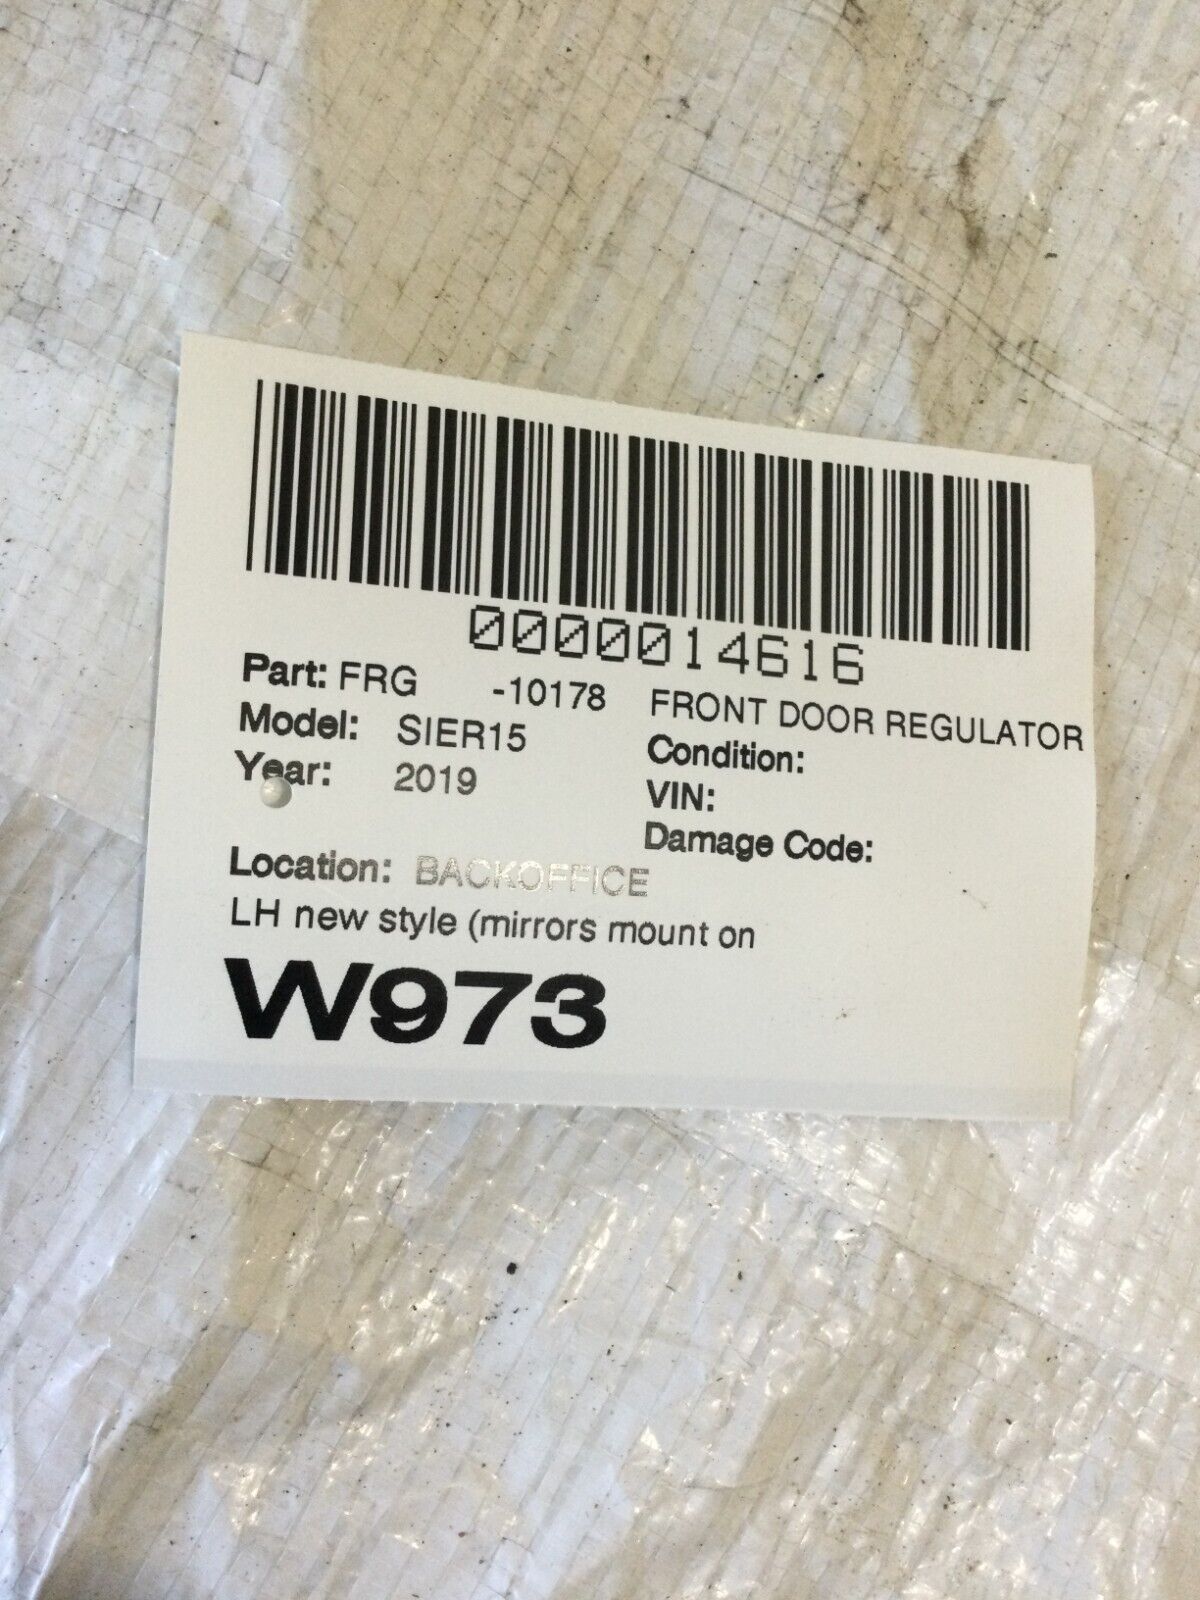 0000014616
Part: FRG -10178 FRONT DOOR REGULATOR
Model: SIER15 Condition:
Year: 2019 VIN:
Damage Code:
Location: BACKOFFICE
LH new style (mirrors mount on
W973